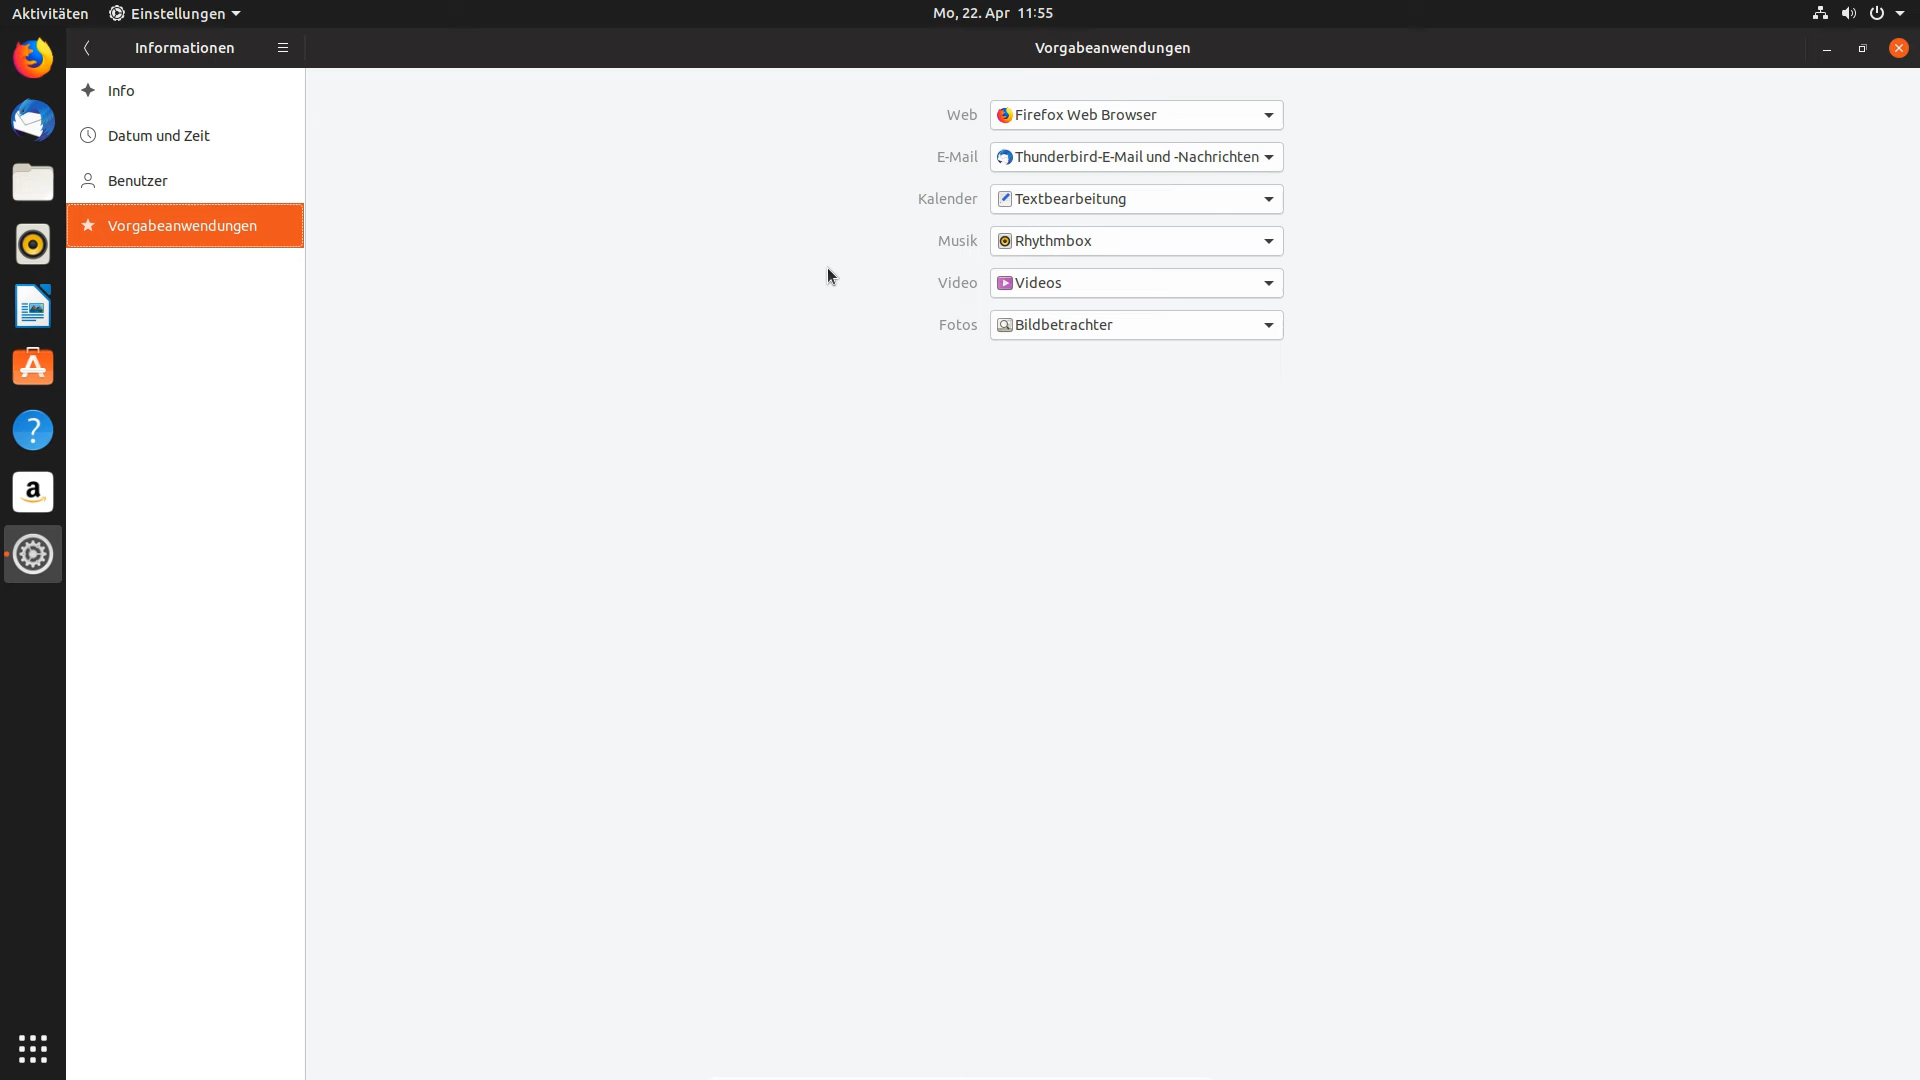 Aktivitäten Einstellungen Mo, 22. Apr 11:55
Informationen Vorgabeanwendungen
Info
Datum und Zeit
Benutzer
Vorgabeanwendungen
Web Firefox Web Browser
E-Mail Thunderbird-E-Mail und -Nachrichten
Kalender Textbearbeitung
Musik Rhythmbox
Video Videos
Fotos Bildbetrachter
?
a